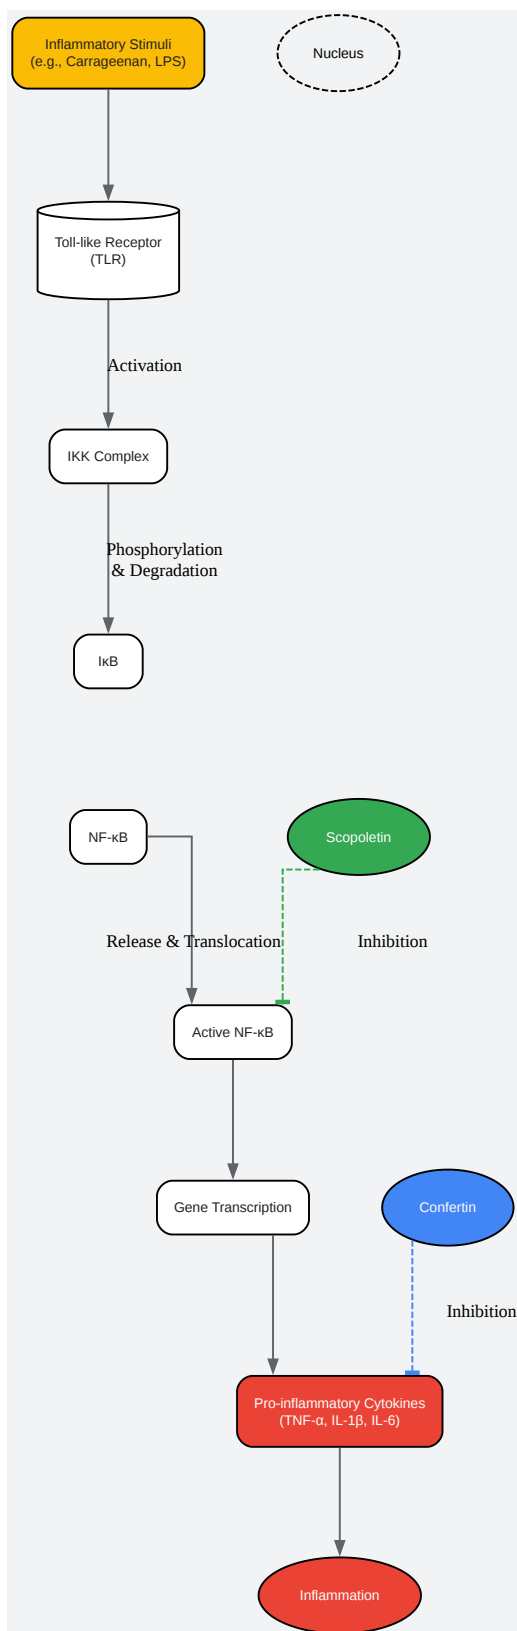 Inflammatory Stimuli
(e.g., Carrageenan, LPS)
Nucleus
Toll-like Receptor
(TLR)
Activation
IKK Complex
Phosphorylation
& Degradation
IκB
NF-κB
Scopoletin
Release & Translocation
Inhibition
Active NF-κB
Gene Transcription
Confertin
Inhibition
Pro-inflammatory Cytokines
(TNF-α, IL-1β, IL-6)
Inflammation